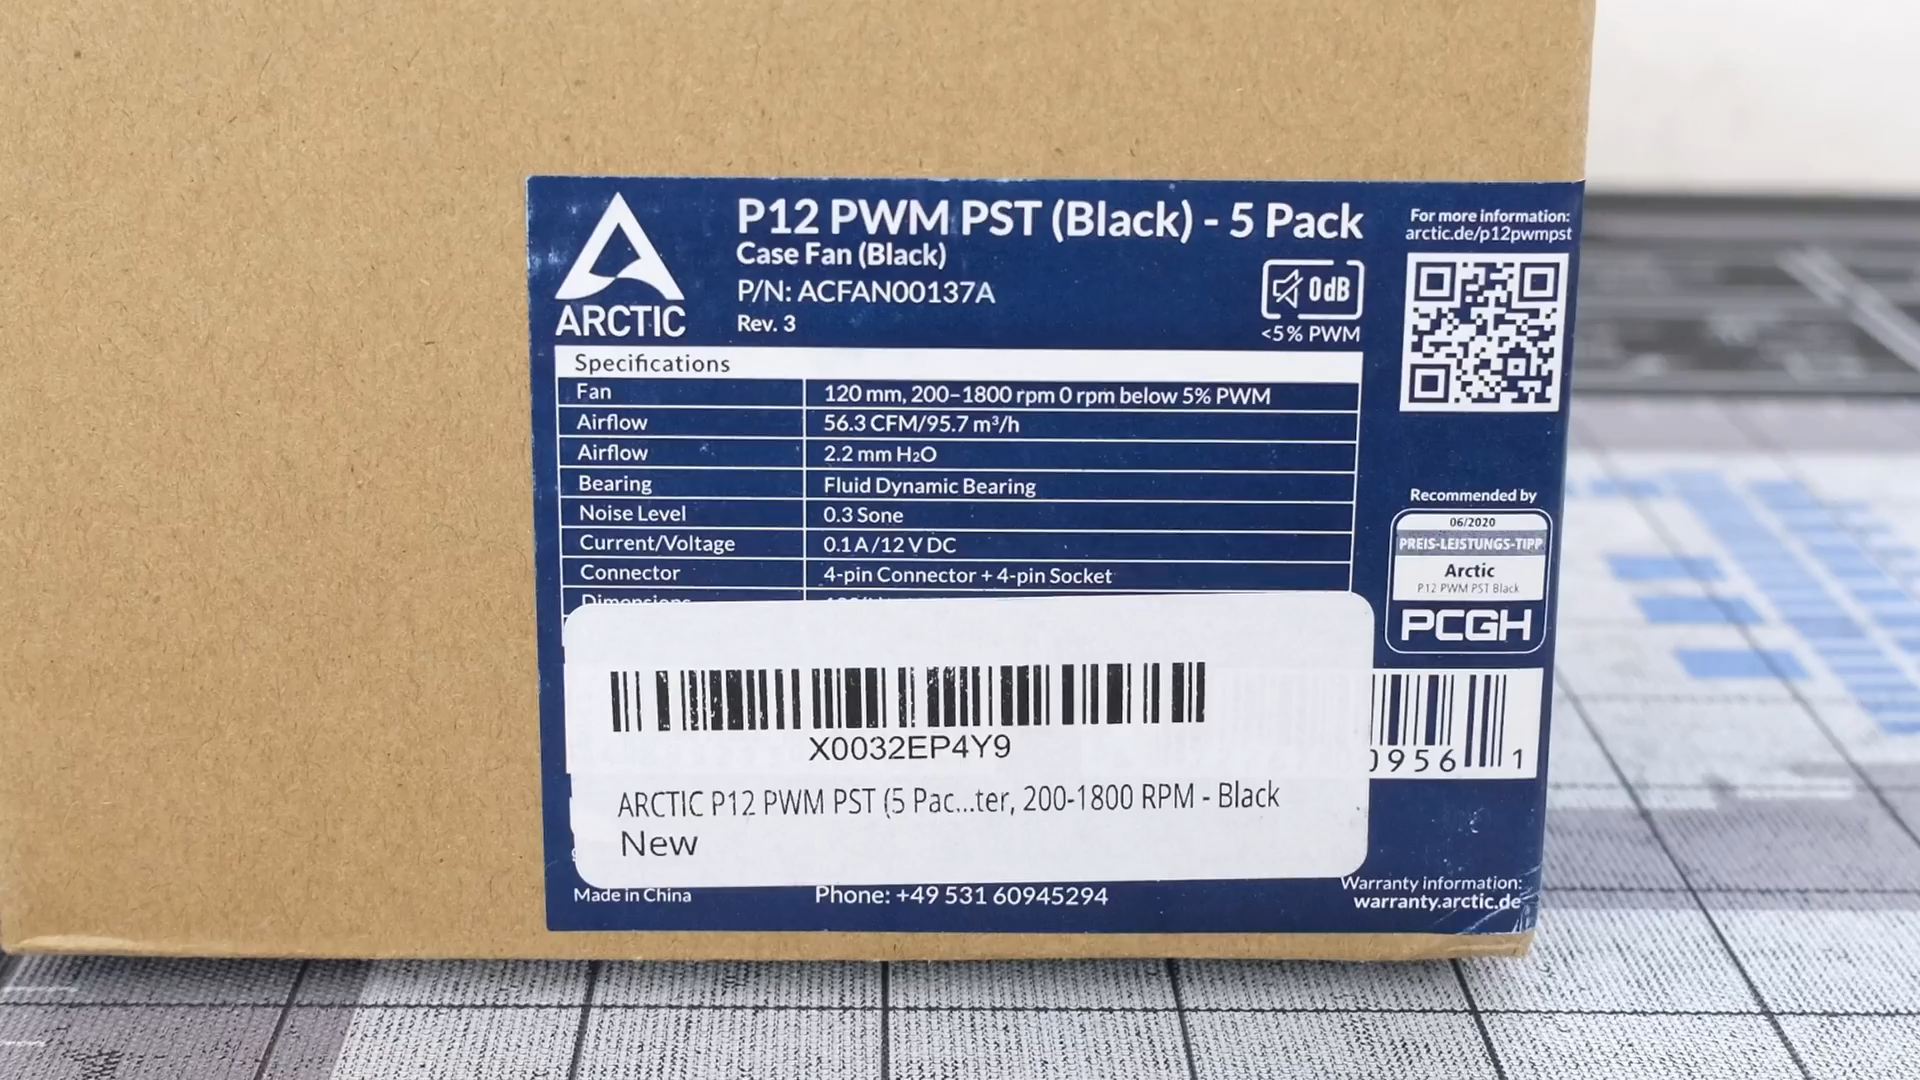 P12 PWM PST (Black) - 5 Pack
Case Fan (Black)
P/N: ACFAN00137A
Rev. 3
ARCTIC
0dB
<5% PWM
For more information:
arctic.de/p12pwmpst
Specifications
Fan 120 mm, 200–1800 rpm 0 rpm below 5% PWM
Airflow 56.3 CFM/95.7 m³/h
Airflow 2.2 mm H₂O
Bearing Fluid Dynamic Bearing
Noise Level 0.3 Sone
Current/Voltage 0.1 A/12 V DC
Connector 4-pin Connector + 4-pin Socket
Dimensions
Recommended by
06/2020
PREIS-LEISTUNGS-TIPP
Arctic
P12 PWM PST Black
PCGH
X0032EP4Y9
0956 1
ARCTIC P12 PWM PST (5 Pac...ter, 200-1800 RPM - Black
New
Made in China
Phone: +49 531 60945294
Warranty information:
warranty.arctic.de